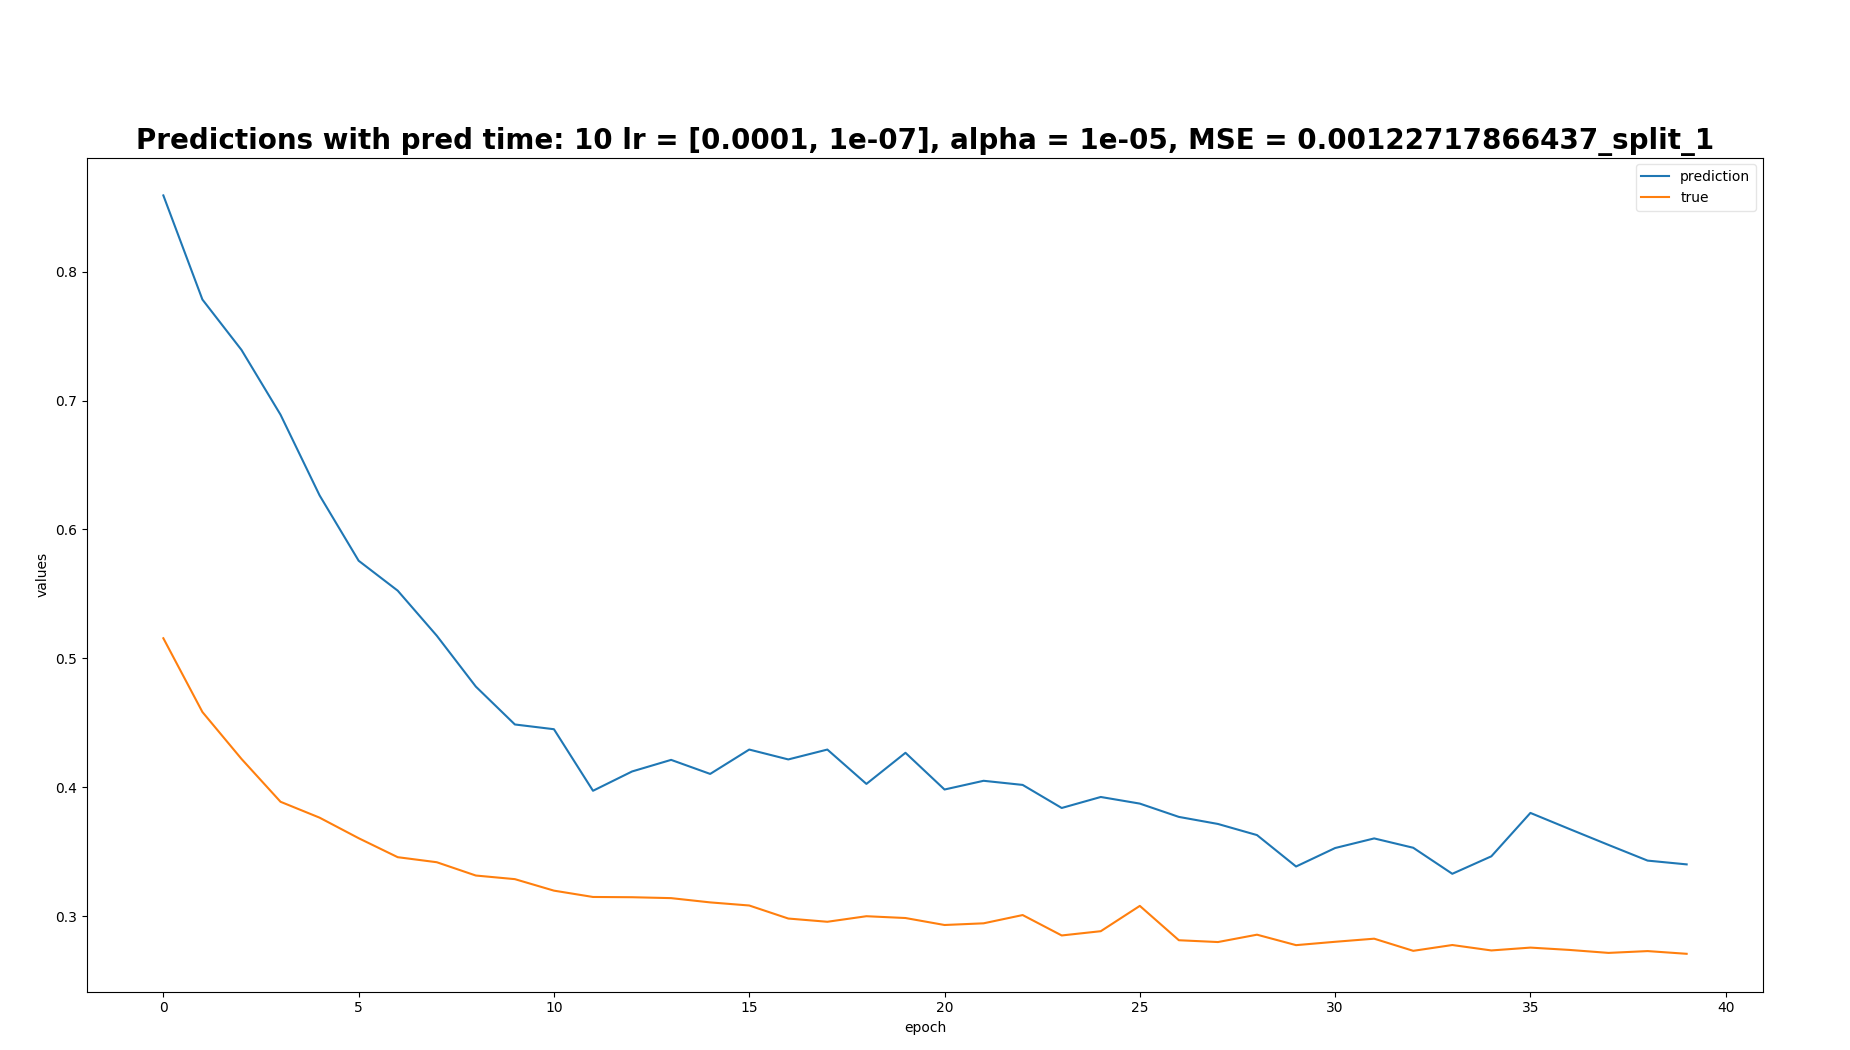 Predictions with pred time: 10 lr = [0.0001, 1e-07], alpha = 1e-05, MSE = 0.00122717866437_split_1
prediction
true
0.8
0.7
0.6
0.5
0.4
0.3
values
0 5 10 15 20 25 30 35 40
epoch